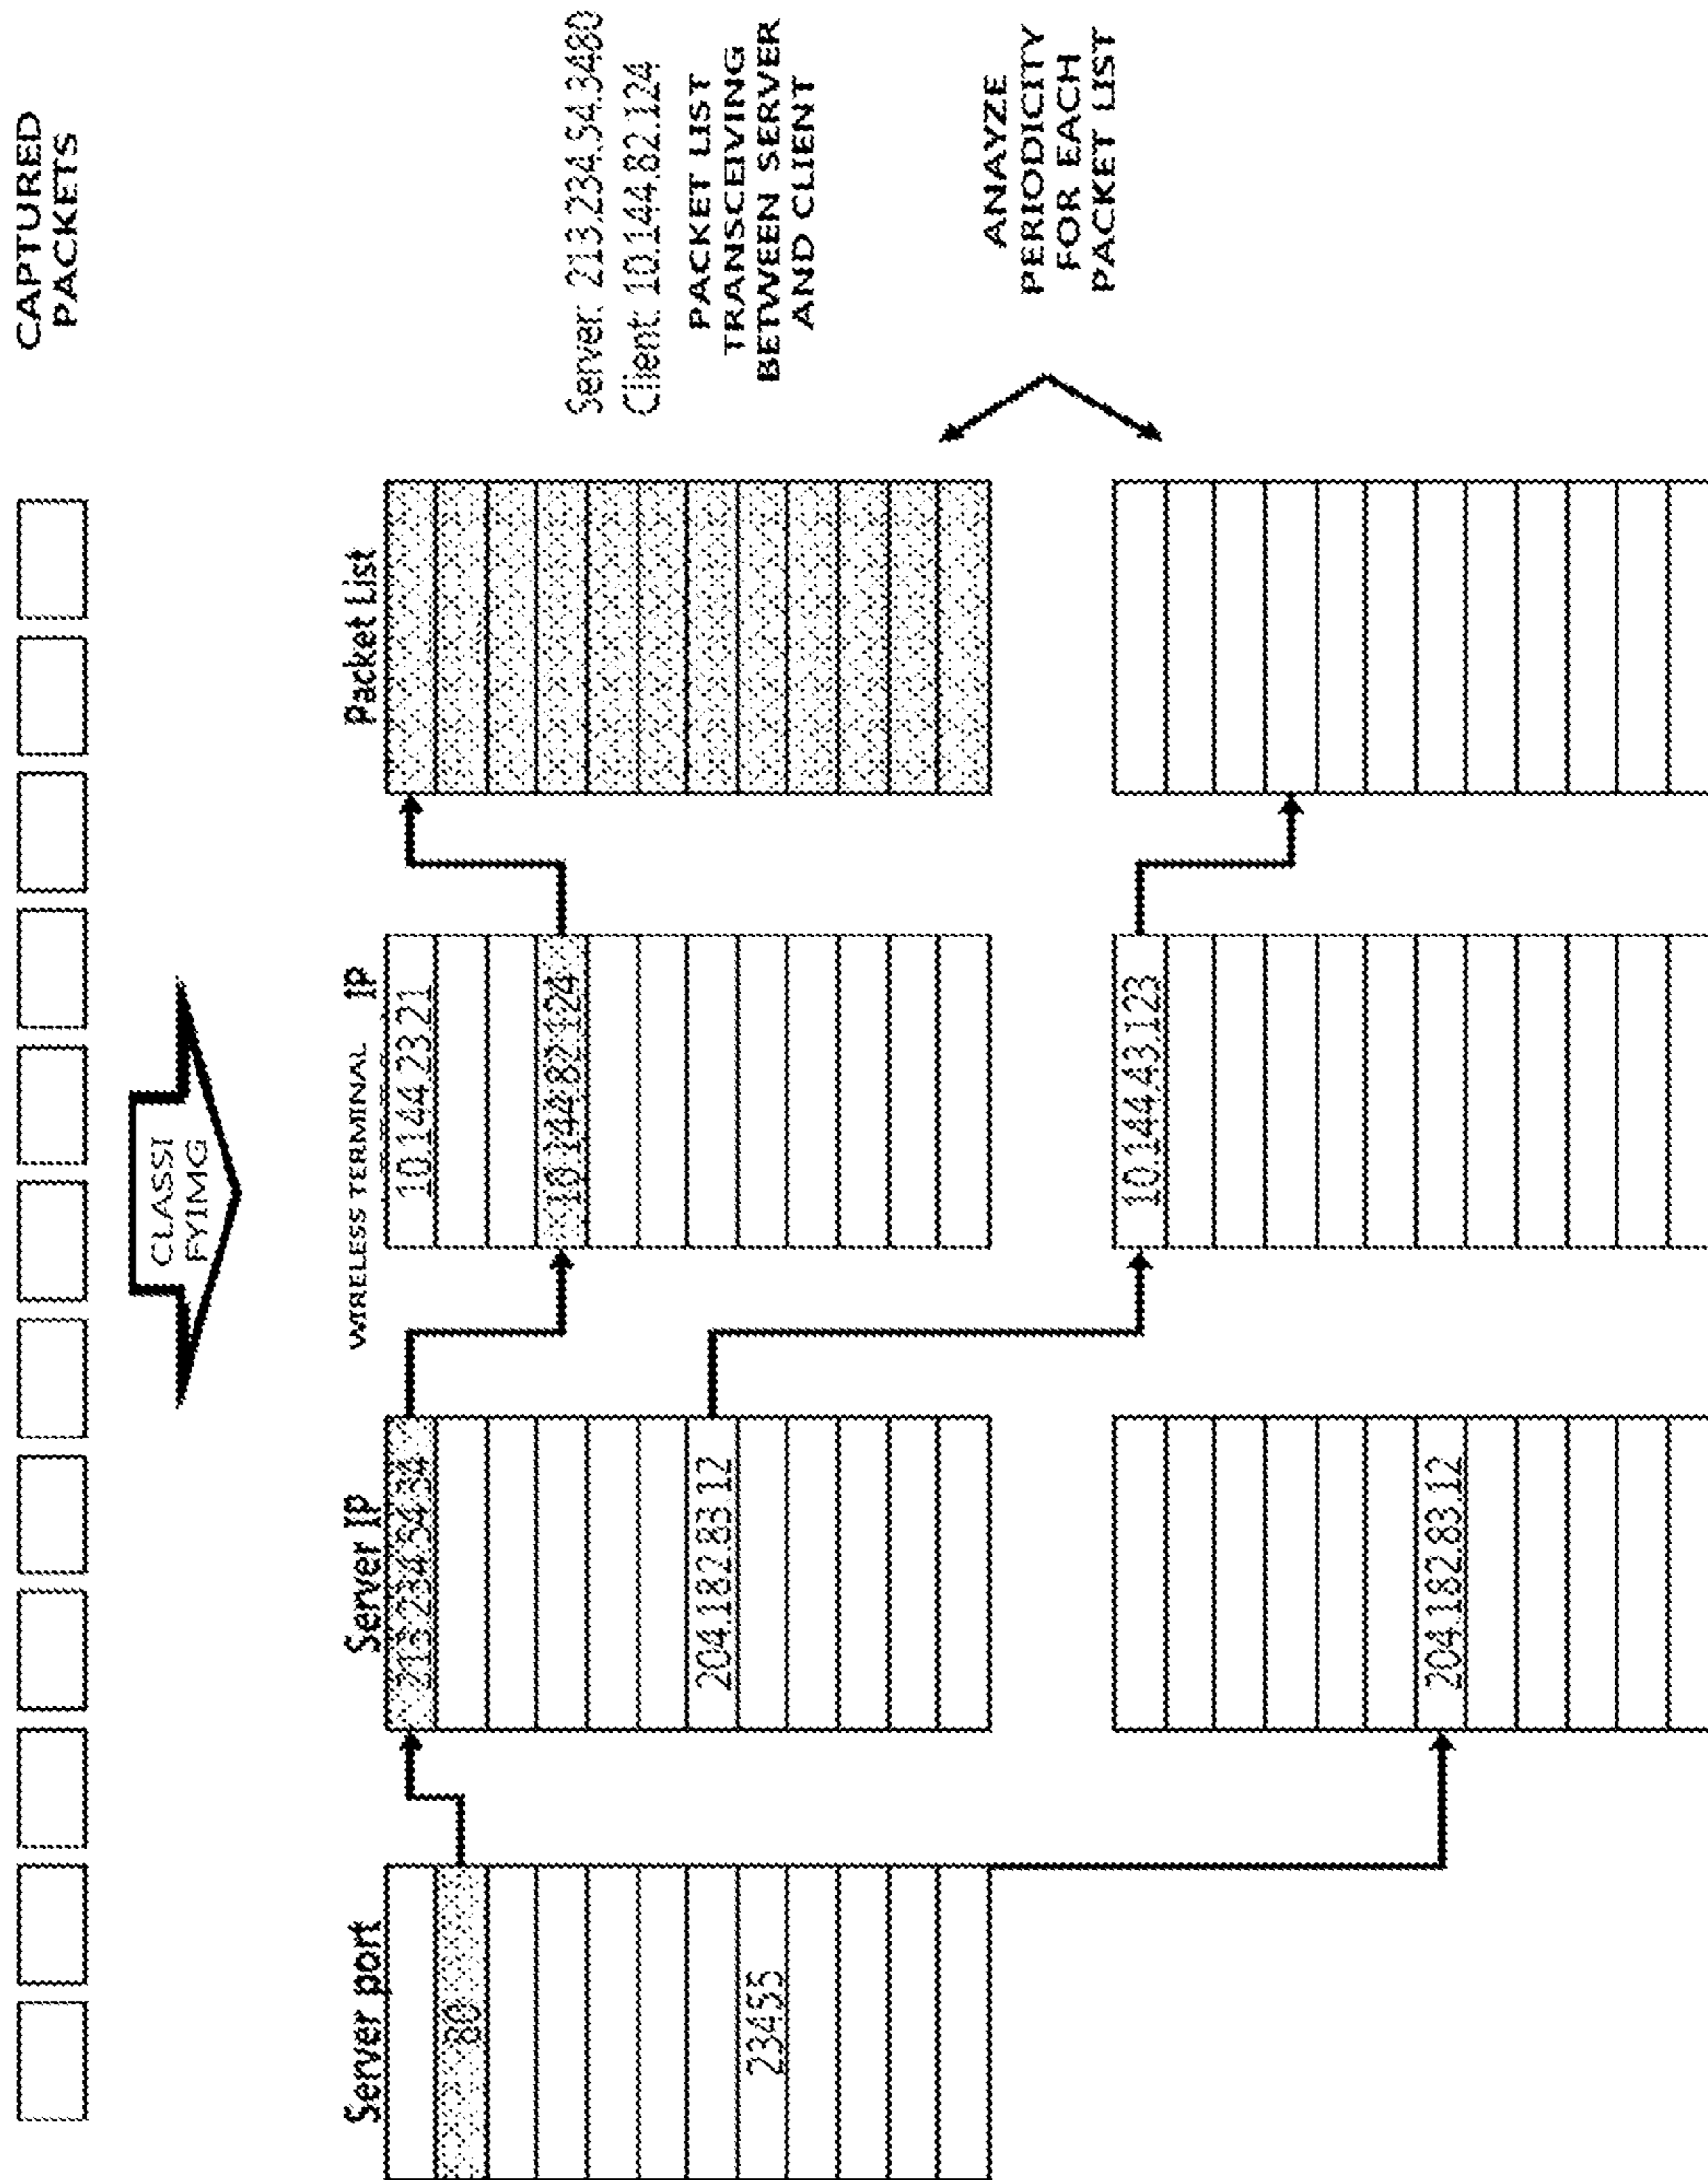 CAPTURED
PACKETS
CLASSI
FYIMG
Server port
80
23455
Server IP
213.234.54.34
204.182.83.12
204.182.83.12
WIRELESS TERMINAL IP
10.144.23.21
10.144.82.124
10.144.43.123
Packet List
Server: 213.234.54.3480
Client: 10.144.82.124
PACKET LIST
TRANSCEIVING
BETWEEN SERVER
AND CLIENT
ANAYZE
PERIODICITY
FOR EACH
PACKET LIST